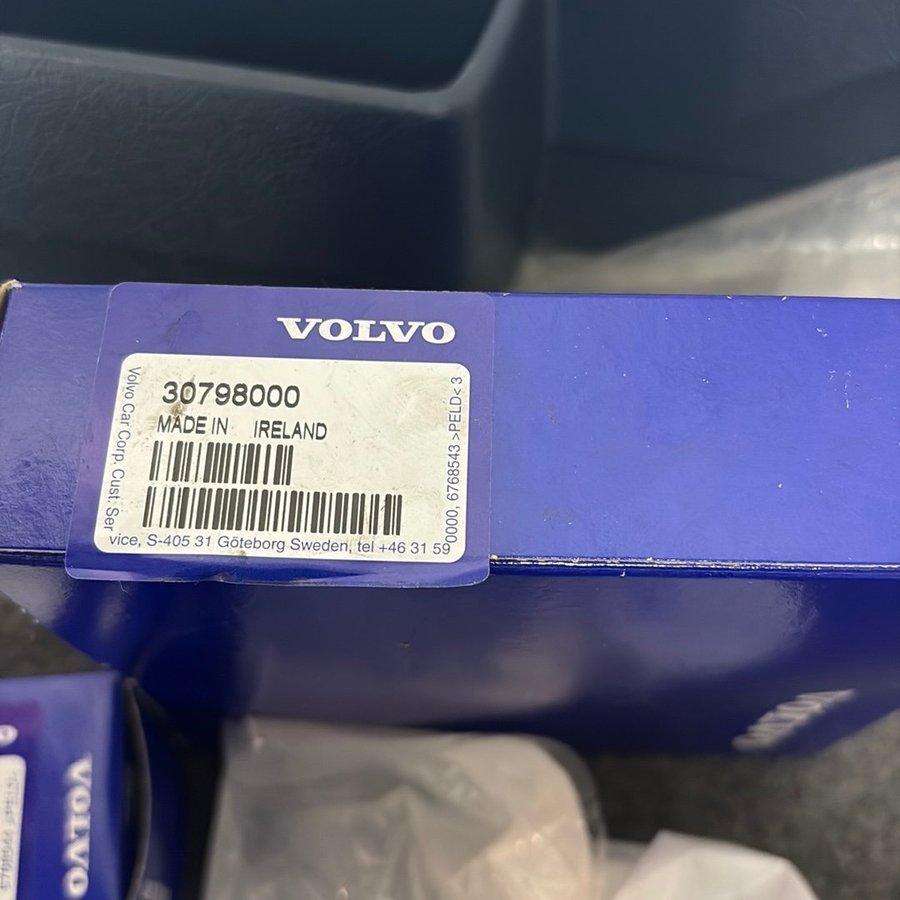 VOLVO
30798000
MADE IN IRELAND
Volvo Car Corp. Cust. Ser
vice, S-405 31 Göteborg Sweden, tel +46 31 59
0000, 6768543 >PELD< 3
VOLVO
VOLVO